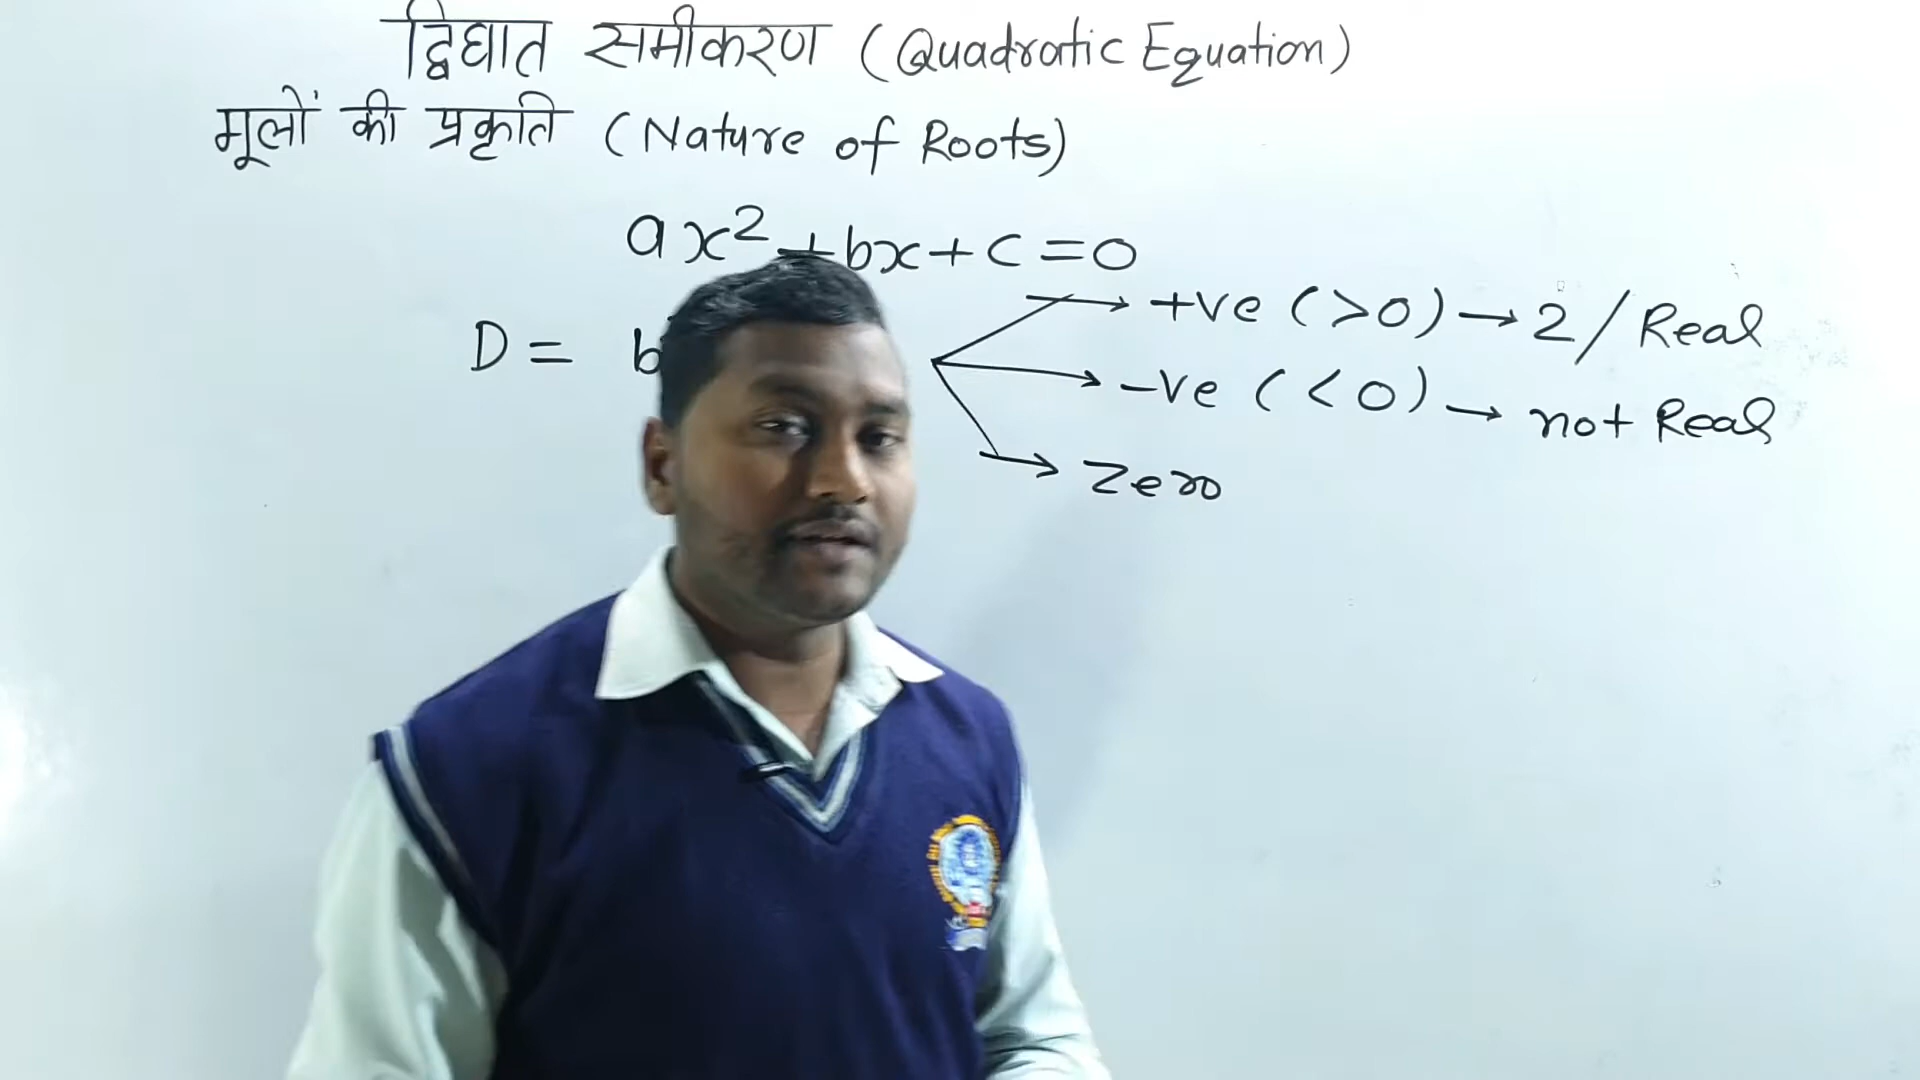 द्विघात समीकरण (Quadratic Equation)
मूलों की प्रकृति (Nature of Roots)
ax² + bx + c = 0
D = b
→ +ve (>0) → 2 / Real
→ -ve (<0) → not Real
→ Zero